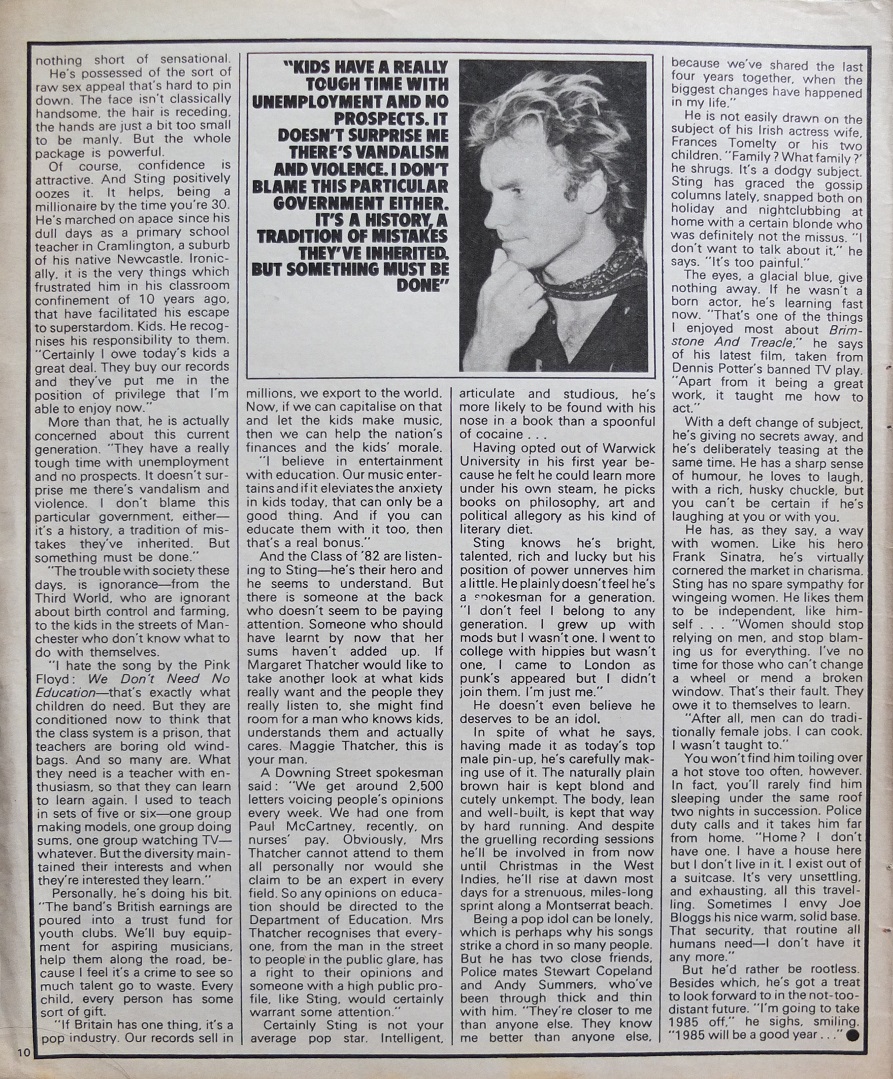 nothing short of sensational.
He's possessed of the sort of
raw sex appeal that's hard to pin
down. The face isn't classically
handsome, the hair is receding,
the hands are just a bit too small
to be manly. But the whole
package is powerful.
Of course, confidence is
attractive. And Sting positively
oozes it. It helps, being a
millionaire by the time you're 30.
He's marched on apace since his
dull days as a primary school
teacher in Cramlington, a suburb
of his native Newcastle. Ironic-
ally, it is the very things which
frustrated him in his classroom
confinement of 10 years ago,
that have facilitated his escape
to superstardom. Kids. He recog-
nises his responsibility to them.
"Certainly I owe today's kids a
great deal. They buy our records
and they've put me in the
position of privilege that I'm
able to enjoy now."
More than that, he is actually
concerned about this current
generation. "They have a really
tough time with unemployment
and no prospects. It doesn't sur-
prise me there's vandalism and
violence. I don't blame this
particular government, either—
it's a history, a tradition of mis-
takes they've inherited. But
something must be done."
"The trouble with society these
days, is ignorance—from the
Third World, who are ignorant
about birth control and farming,
to the kids in the streets of Man-
chester who don't know what to
do with themselves.
"I hate the song by the Pink
Floyd: We Don't Need No
Education—that's exactly what
children do need. But they are
conditioned now to think that
the class system is a prison, that
teachers are boring old wind-
bags. And so many are. What
they need is a teacher with en-
thusiasm, so that they can learn
to learn again. I used to teach
in sets of five or six—one group
making models, one group doing
sums, one group watching TV—
whatever. But the diversity main-
tained their interests and when
they're interested they learn."
Personally, he's doing his bit.
"The band's British earnings are
poured into a trust fund for
youth clubs. We'll buy equip-
ment for aspiring musicians,
help them along the road, be-
cause I feel it's a crime to see so
much talent go to waste. Every
child, every person has some
sort of gift.
"If Britain has one thing, it's a
pop industry. Our records sell in
"KIDS HAVE A REALLY
TOUGH TIME WITH
UNEMPLOYMENT AND NO
PROSPECTS. IT
DOESN'T SURPRISE ME
THERE'S VANDALISM
AND VIOLENCE. I DON'T
BLAME THIS PARTICULAR
GOVERNMENT EITHER.
IT'S A HISTORY, A
TRADITION OF MISTAKES
THEY'VE INHERITED.
BUT SOMETHING MUST BE
DONE"
millions, we export to the world.
Now, if we can capitalise on that
and let the kids make music,
then we can help the nation's
finances and the kids' morale.
"I believe in entertainment
with education. Our music enter-
tains and if it eleviates the anxiety
in kids today, that can only be a
good thing. And if you can
educate them with it too, then
that's a real bonus."
And the Class of '82 are listen-
ing to Sting—he's their hero and
he seems to understand. But
there is someone at the back
who doesn't seem to be paying
attention. Someone who should
have learnt by now that her
sums haven't added up. If
Margaret Thatcher would like to
take another look at what kids
really want and the people they
really listen to, she might find
room for a man who knows kids,
understands them and actually
cares. Maggie Thatcher, this is
your man.
A Downing Street spokesman
said: "We get around 2,500
letters voicing people's opinions
every week. We had one from
Paul McCartney, recently, on
nurses' pay. Obviously, Mrs
Thatcher cannot attend to them
all personally nor would she
claim to be an expert in every
field. So any opinions on educa-
tion should be directed to the
Department of Education. Mrs
Thatcher recognises that every-
one, from the man in the street
to people in the public glare, has
a right to their opinions and
someone with a high public pro-
file, like Sting, would certainly
warrant some attention."
Certainly Sting is not your
average pop star. Intelligent,
articulate and studious, he's
more likely to be found with his
nose in a book than a spoonful
of cocaine . . .
Having opted out of Warwick
University in his first year be-
cause he felt he could learn more
under his own steam, he picks
books on philosophy, art and
political allegory as his kind of
literary diet.
Sting knows he's bright,
talented, rich and lucky but his
position of power unnerves him
a little. He plainly doesn't feel he's
a spokesman for a generation.
"I don't feel I belong to any
generation. I grew up with
mods but I wasn't one. I went to
college with hippies but wasn't
one, I came to London as
punk's appeared but I didn't
join them. I'm just me."
He doesn't even believe he
deserves to be an idol.
In spite of what he says,
having made it as today's top
male pin-up, he's carefully mak-
ing use of it. The naturally plain
brown hair is kept blond and
cutely unkempt. The body, lean
and well-built, is kept that way
by hard running. And despite
the gruelling recording sessions
he'll be involved in from now
until Christmas in the West
Indies, he'll rise at dawn most
days for a strenuous, miles-long
sprint along a Montserrat beach.
Being a pop idol can be lonely,
which is perhaps why his songs
strike a chord in so many people.
But he has two close friends,
Police mates Stewart Copeland
and Andy Summers, who've
been through thick and thin
with him. "They're closer to me
than anyone else. They know
me better than anyone else,
because we've shared the last
four years together, when the
biggest changes have happened
in my life."
He is not easily drawn on the
subject of his Irish actress wife,
Frances Tomelty or his two
children. "Family? What family?'
he shrugs. It's a dodgy subject.
Sting has graced the gossip
columns lately, snapped both on
holiday and nightclubbing at
home with a certain blonde who
was definitely not the missus. "I
don't want to talk about it," he
says. "It's too painful."
The eyes, a glacial blue, give
nothing away. If he wasn't a
born actor, he's learning fast
now. "That's one of the things
I enjoyed most about Brim-
stone And Treacle," he says
of his latest film, taken from
Dennis Potter's banned TV play.
"Apart from it being a great
work, it taught me how to
act."
With a deft change of subject,
he's giving no secrets away, and
he's deliberately teasing at the
same time. He has a sharp sense
of humour, he loves to laugh,
with a rich, husky chuckle, but
you can't be certain if he's
laughing at you or with you.
He has, as they say, a way
with women. Like his hero
Frank Sinatra, he's virtually
cornered the market in charisma.
Sting has no spare sympathy for
wingeing women. He likes them
to be independent, like him-
self . . . "Women should stop
relying on men, and stop blam-
ing us for everything. I've no
time for those who can't change
a wheel or mend a broken
window. That's their fault. They
owe it to themselves to learn.
"After all, men can do tradi-
tionally female jobs. I can cook.
I wasn't taught to."
You won't find him toiling over
a hot stove too often, however.
In fact, you'll rarely find him
sleeping under the same roof
two nights in succession. Police
duty calls and it takes him far
from home. "Home? I don't
have one. I have a house here
but I don't live in it. I exist out of
a suitcase. It's very unsettling,
and exhausting, all this travel-
ling. Sometimes I envy Joe
Bloggs his nice warm, solid base.
That security, that routine all
humans need—I don't have it
any more."
But he'd rather be rootless.
Besides which, he's got a treat
to look forward to in the not-too-
distant future. "I'm going to take
1985 off," he sighs, smiling.
"1985 will be a good year . . ."
10